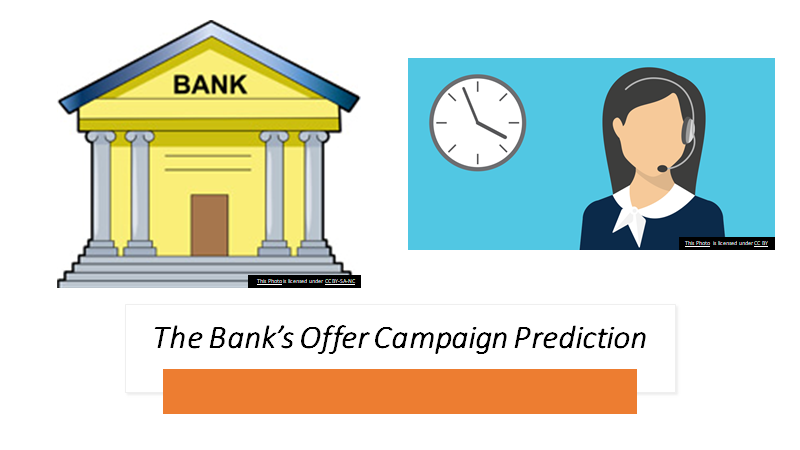 BANK
This Photo is licensed under CC BY-SA-NC
This Photo is licensed under CC BY
The Bank's Offer Campaign Prediction